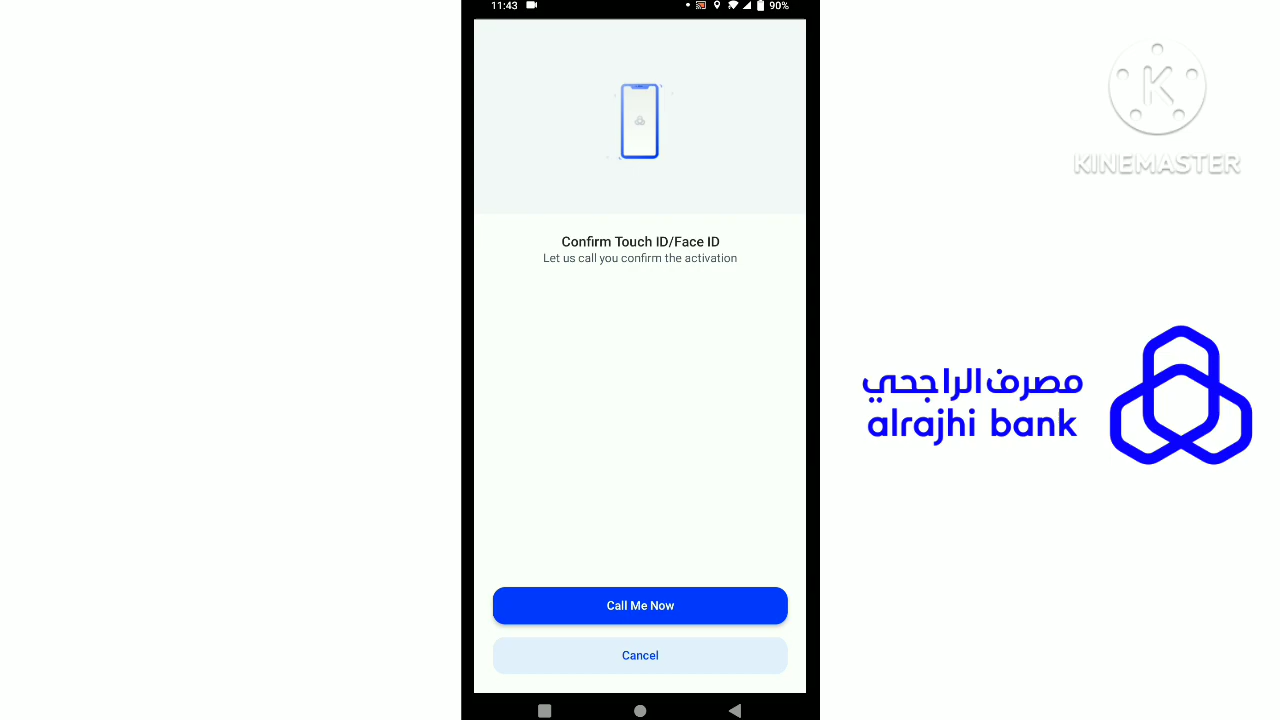 11:43
90%
KINEMASTER
Confirm Touch ID/Face ID
Let us call you confirm the activation
مصرف الراجحي
alrajhi bank
Call Me Now
Cancel